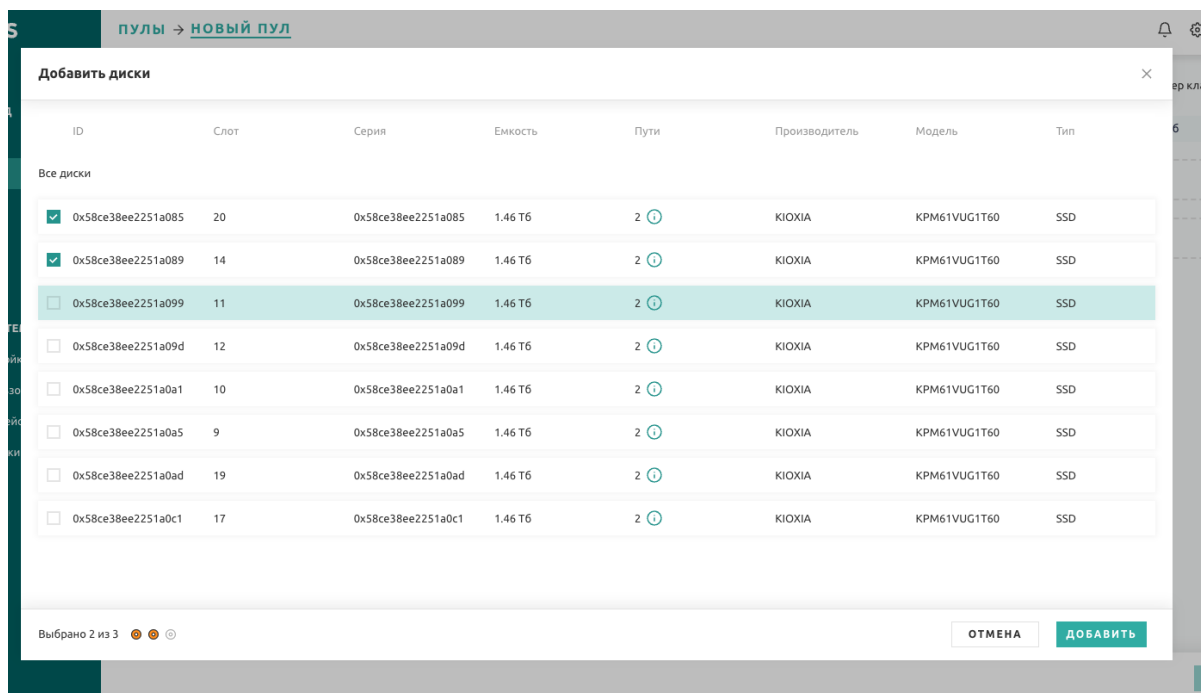 S
ПУЛЫ → НОВЫЙ ПУЛ
Добавить диски
ID Слот Серия Емкость Пути Производитель Модель Тип
Все диски
0x58ce38ee2251a085 20 0x58ce38ee2251a085 1.46 Тб 2 KIOXIA KPM61VUG1T60 SSD
0x58ce38ee2251a089 14 0x58ce38ee2251a089 1.46 Тб 2 KIOXIA KPM61VUG1T60 SSD
0x58ce38ee2251a099 11 0x58ce38ee2251a099 1.46 Тб 2 KIOXIA KPM61VUG1T60 SSD
0x58ce38ee2251a09d 12 0x58ce38ee2251a09d 1.46 Тб 2 KIOXIA KPM61VUG1T60 SSD
0x58ce38ee2251a0a1 10 0x58ce38ee2251a0a1 1.46 Тб 2 KIOXIA KPM61VUG1T60 SSD
0x58ce38ee2251a0a5 9 0x58ce38ee2251a0a5 1.46 Тб 2 KIOXIA KPM61VUG1T60 SSD
0x58ce38ee2251a0ad 19 0x58ce38ee2251a0ad 1.46 Тб 2 KIOXIA KPM61VUG1T60 SSD
0x58ce38ee2251a0c1 17 0x58ce38ee2251a0c1 1.46 Тб 2 KIOXIA KPM61VUG1T60 SSD
Выбрано 2 из 3
ОТМЕНА ДОБАВИТЬ